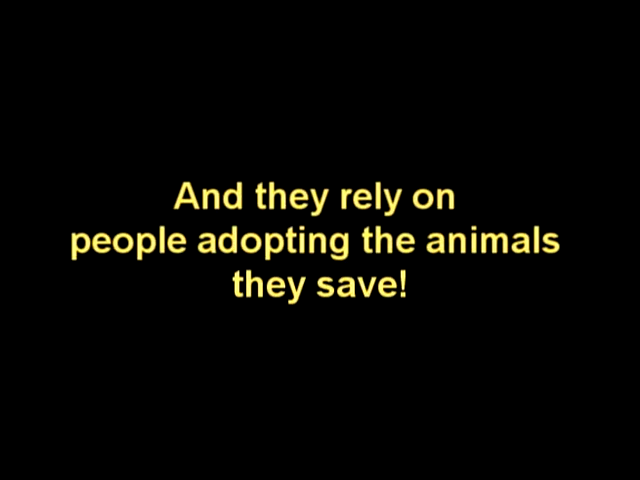 And they rely on
people adopting the animals
they save!